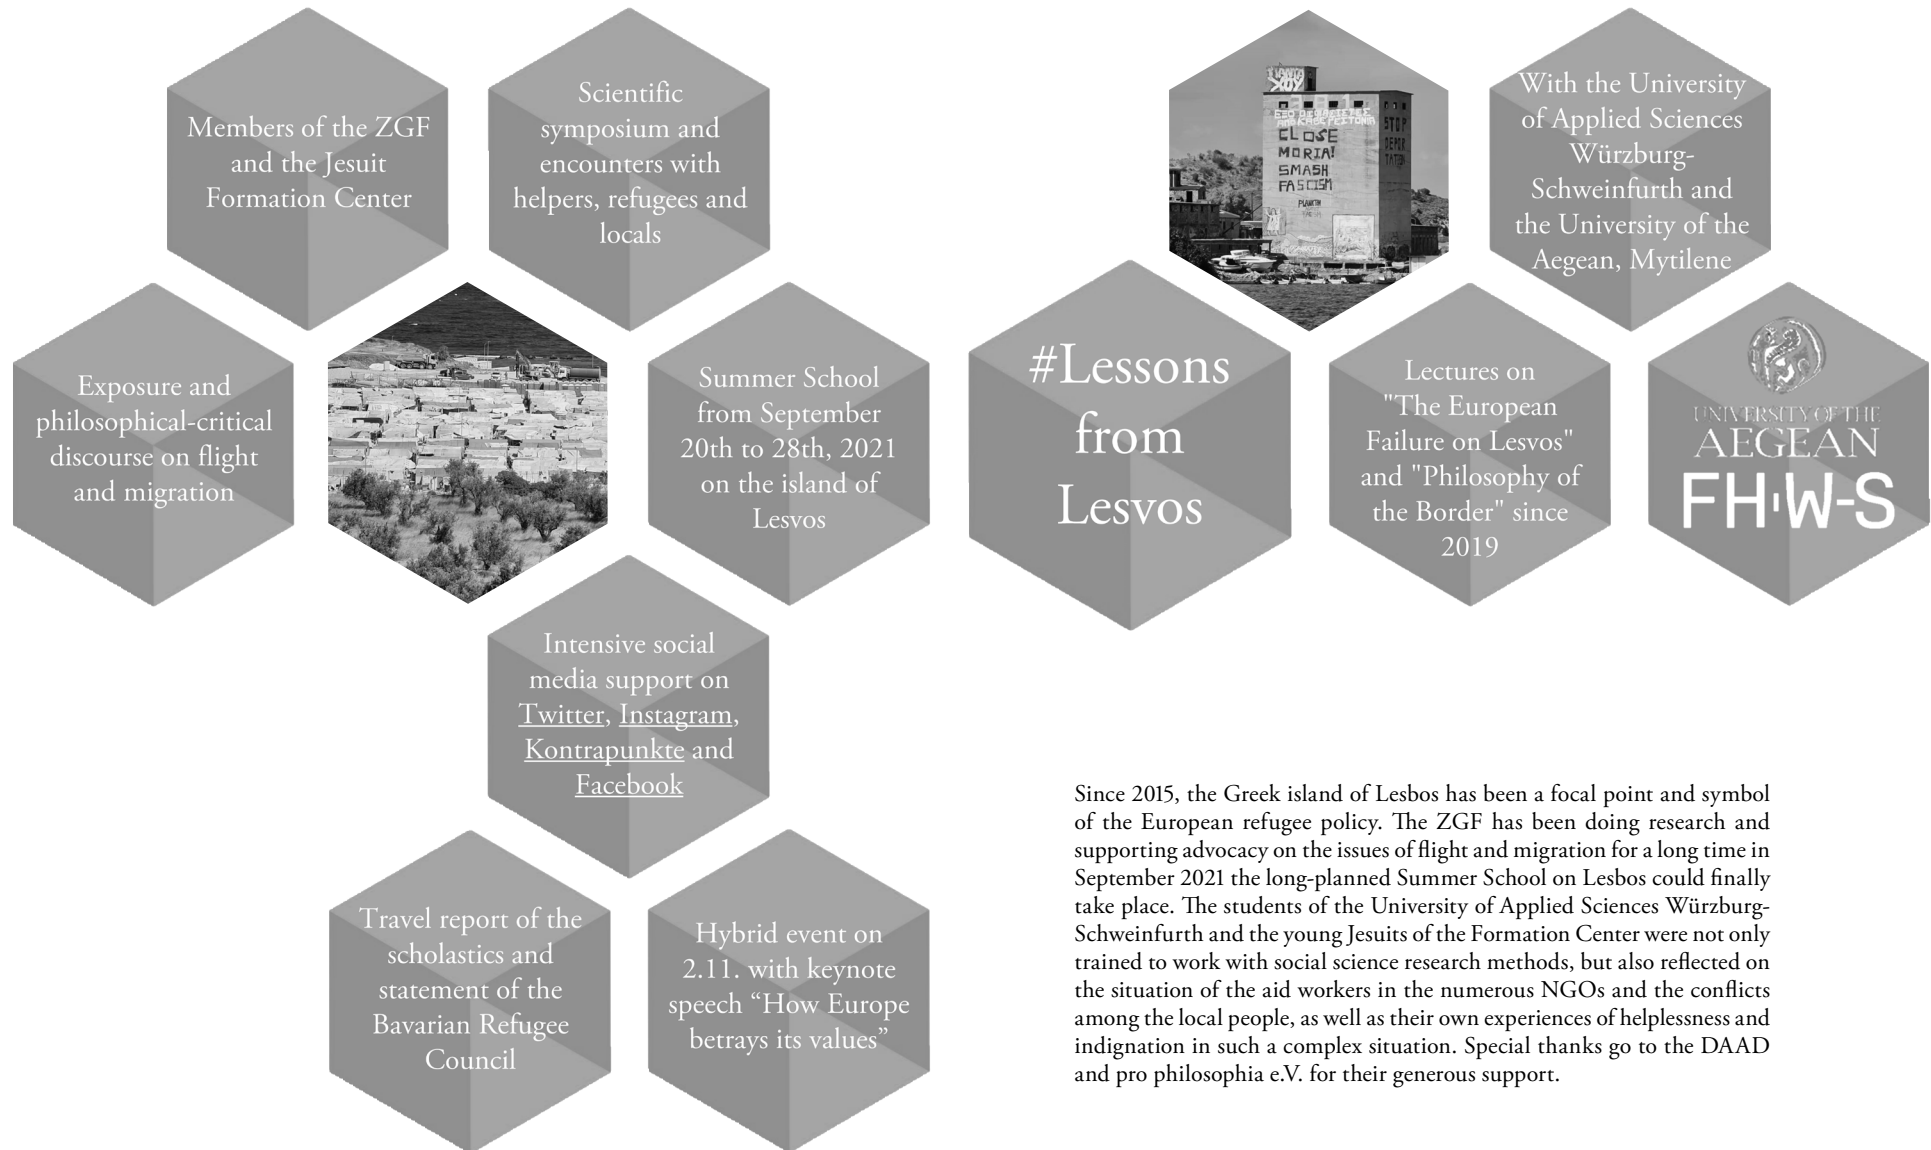 Members of the ZGF
and the Jesuit
Formation Center
Scientific
symposium and
encounters with
helpers, refugees and
locals
Exposure and
philosophical-critical
discourse on flight
and migration
Summer School
from September
20th to 28th, 2021
on the island of
Lesvos
Intensive social
media support on
Twitter, Instagram,
Kontrapunkte and
Facebook
Travel report of the
scholastics and
statement of the
Bavarian Refugee
Council
Hybrid event on
2.11. with keynote
speech “How Europe
betrays its values”
#Lessons
from
Lesvos
CLOSE
MORIA!
SMASH
FASCISM
STOP
DEPOR
TATION
With the University
of Applied Sciences
Würzburg-
Schweinfurth and
the University of the
Aegean, Mytilene
Lectures on
"The European
Failure on Lesvos"
and "Philosophy of
the Border" since
2019
UNIVERSITY OF THE
AEGEAN
FH·W-S
Since 2015, the Greek island of Lesbos has been a focal point and symbol
of the European refugee policy. The ZGF has been doing research and
supporting advocacy on the issues of flight and migration for a long time in
September 2021 the long-planned Summer School on Lesbos could finally
take place. The students of the University of Applied Sciences Würzburg-
Schweinfurth and the young Jesuits of the Formation Center were not only
trained to work with social science research methods, but also reflected on
the situation of the aid workers in the numerous NGOs and the conflicts
among the local people, as well as their own experiences of helplessness and
indignation in such a complex situation. Special thanks go to the DAAD
and pro philosophia e.V. for their generous support.